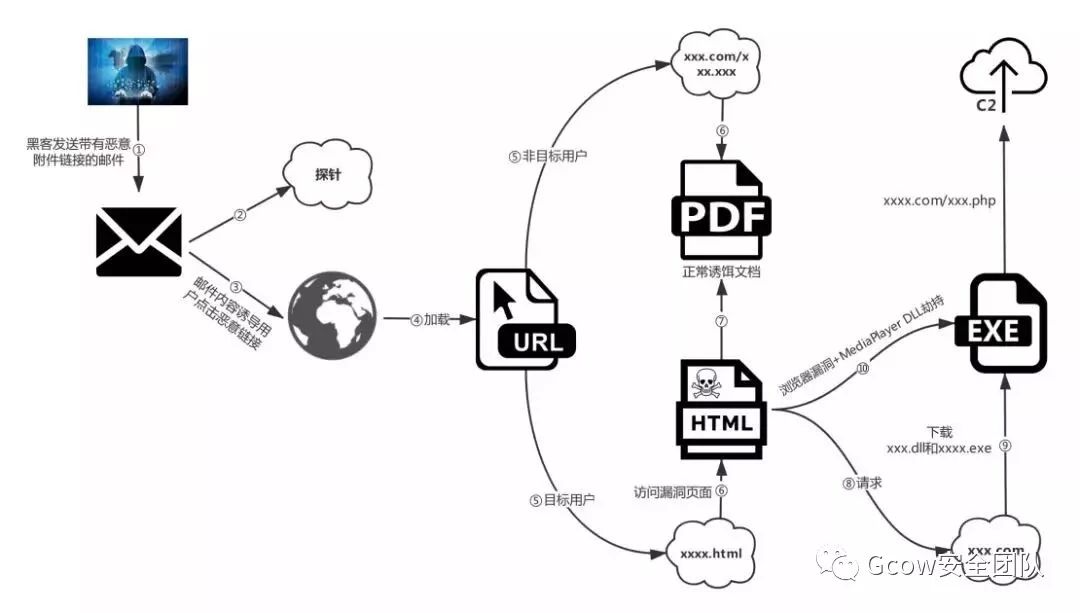 黑客发送带有恶意
附件链接的邮件
①
探针
②
③
邮件内容诱导用
户点击恶意链接
④加载
URL
⑤非目标用户
xxx.com/x
xx.xxx
⑥
PDF
正常诱饵文档
⑦
HTML
⑤目标用户
访问漏洞页面⑥
xxxx.html
浏览器漏洞+MediaPlayer DLL劫持
⑩
⑧请求
xxx.com
下载
xxx.dll和xxxx.exe
⑨
EXE
xxxx.com/xxx.php
C2
Gcow安全团队